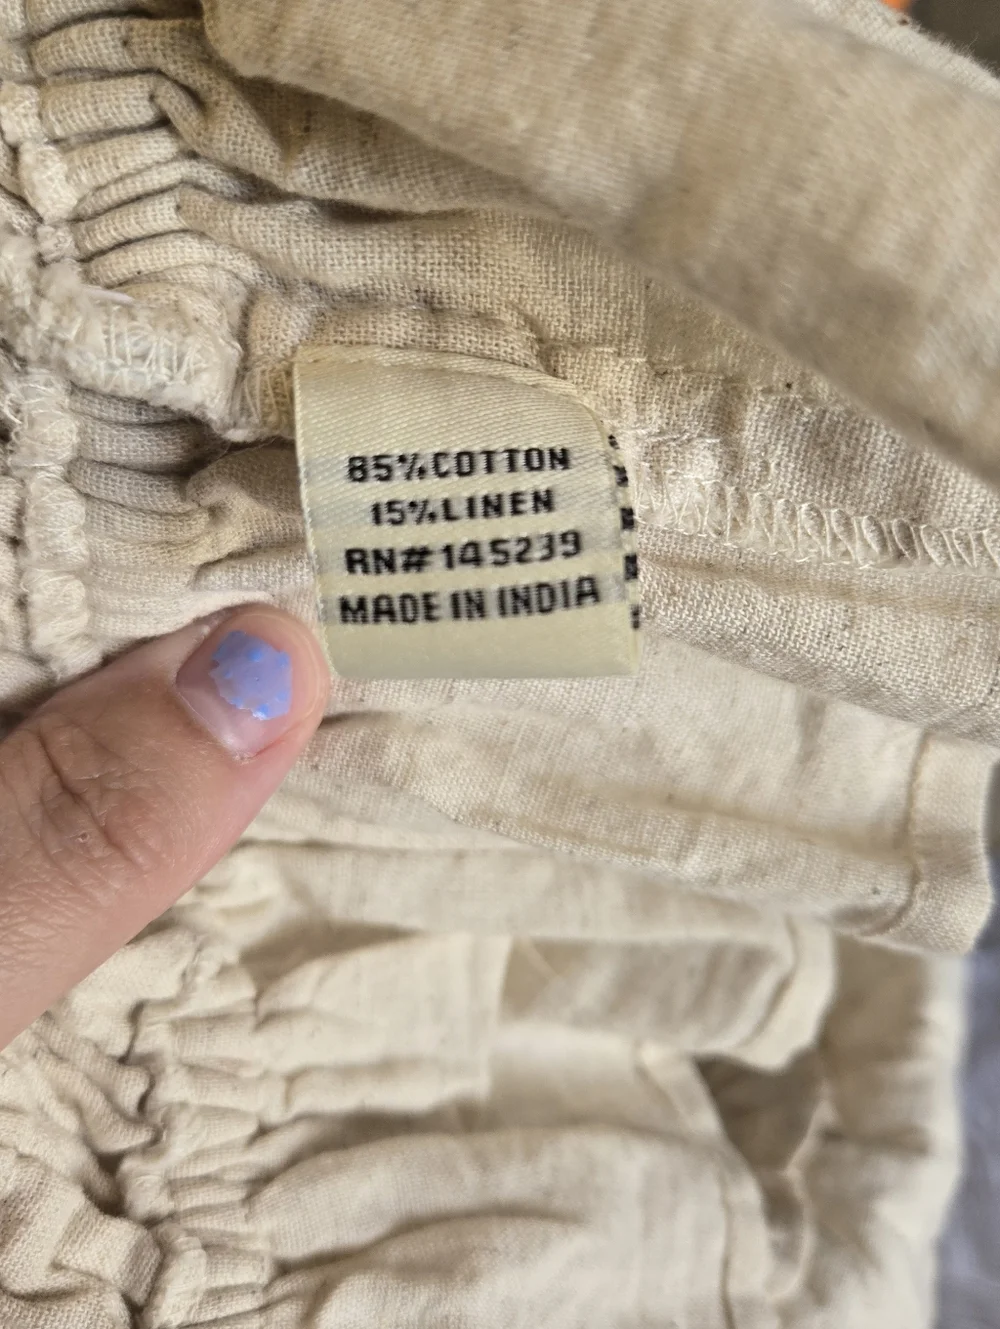 85% COTTON
15% LINEN
RN# 145239
MADE IN INDIA